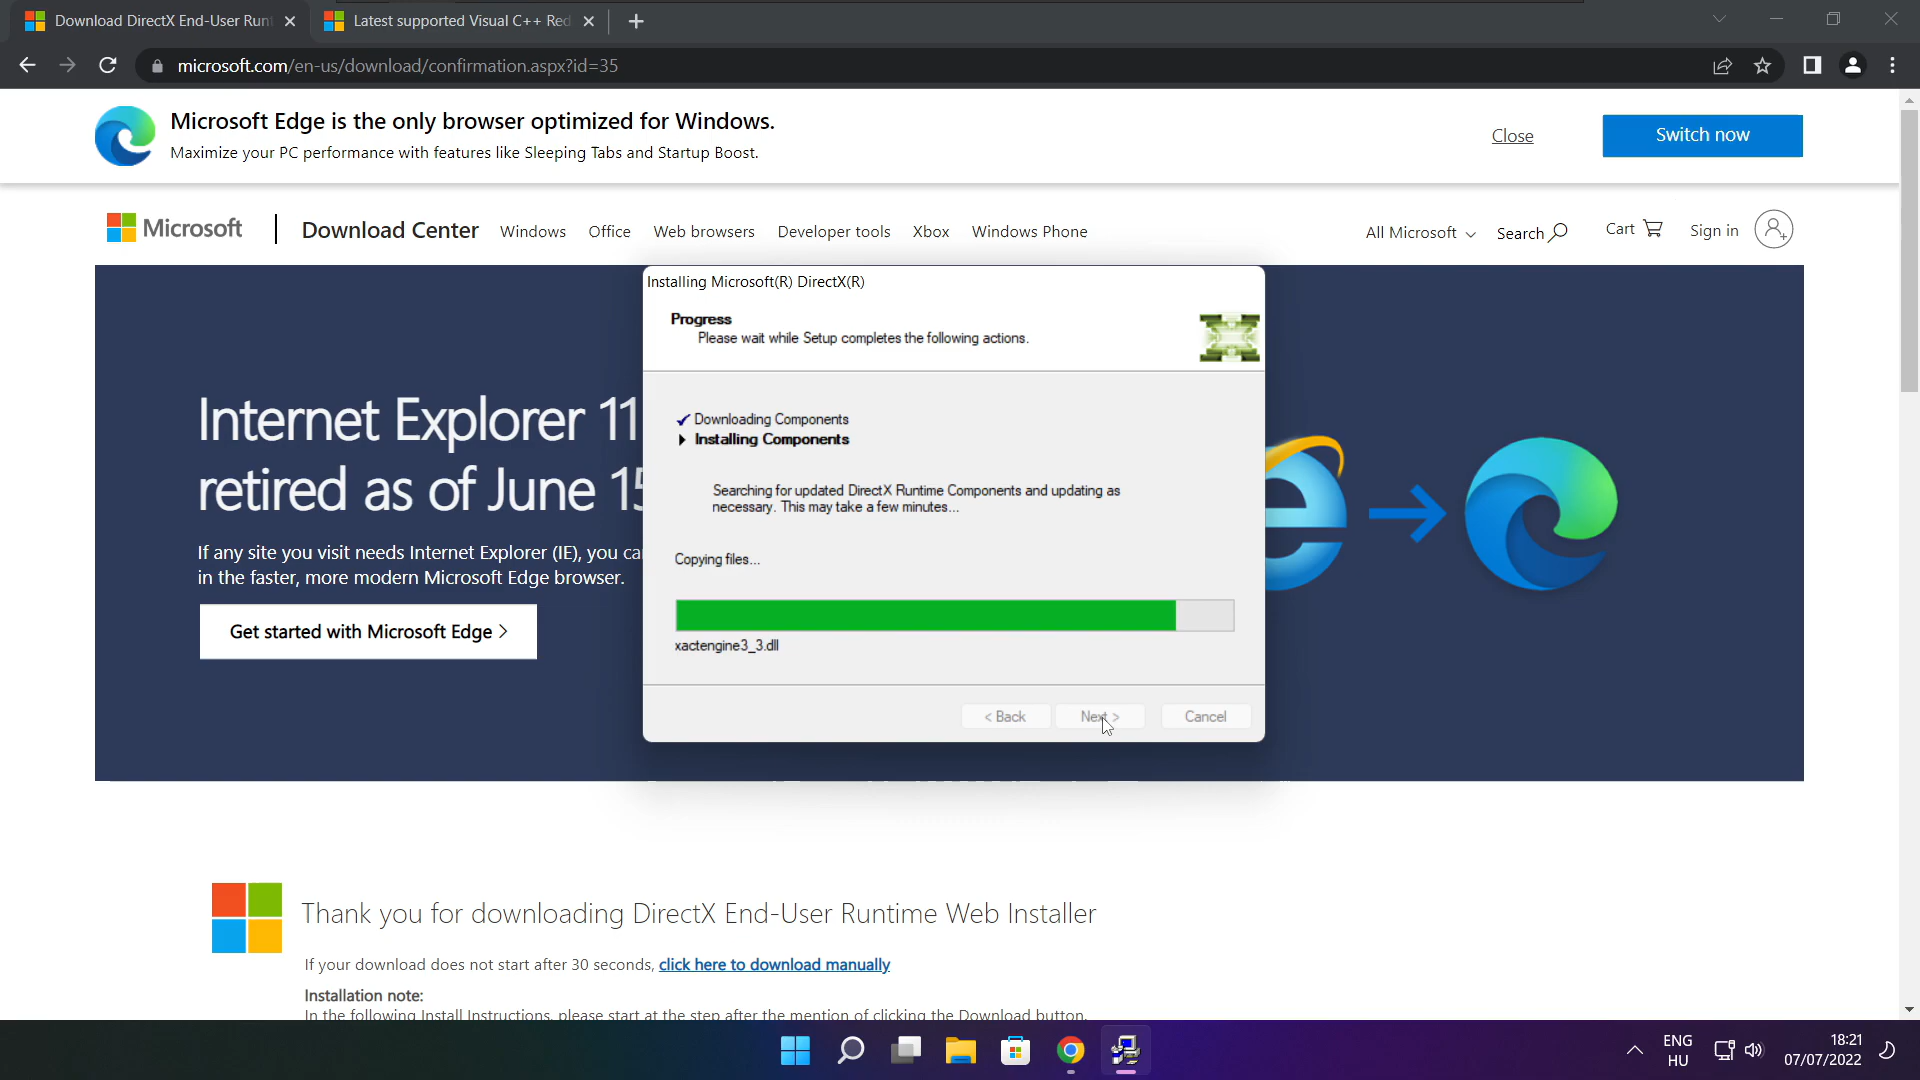 Download DirectX End-User Runt
Latest supported Visual C++ Red
microsoft.com/en-us/download/confirmation.aspx?id=35
Microsoft Edge is the only browser optimized for Windows.
Maximize your PC performance with features like Sleeping Tabs and Startup Boost.
Close
Switch now
Microsoft
Download Center
Windows
Office
Web browsers
Developer tools
Xbox
Windows Phone
All Microsoft
Search
Cart
Sign in
Internet Explorer 11
retired as of June 15
If any site you visit needs Internet Explorer (IE), you ca
in the faster, more modern Microsoft Edge browser.
Get started with Microsoft Edge >
Installing Microsoft(R) DirectX(R)
Progress
Please wait while Setup completes the following actions.
Downloading Components
Installing Components
Searching for updated DirectX Runtime Components and updating as
necessary. This may take a few minutes...
Copying files...
xactengine3_3.dll
< Back
Next >
Cancel
Thank you for downloading DirectX End-User Runtime Web Installer
If your download does not start after 30 seconds, click here to download manually
Installation note:
In the following Install Instructions, please start at the step after the mention of clicking the Download button.
ENG
HU
18:21
07/07/2022